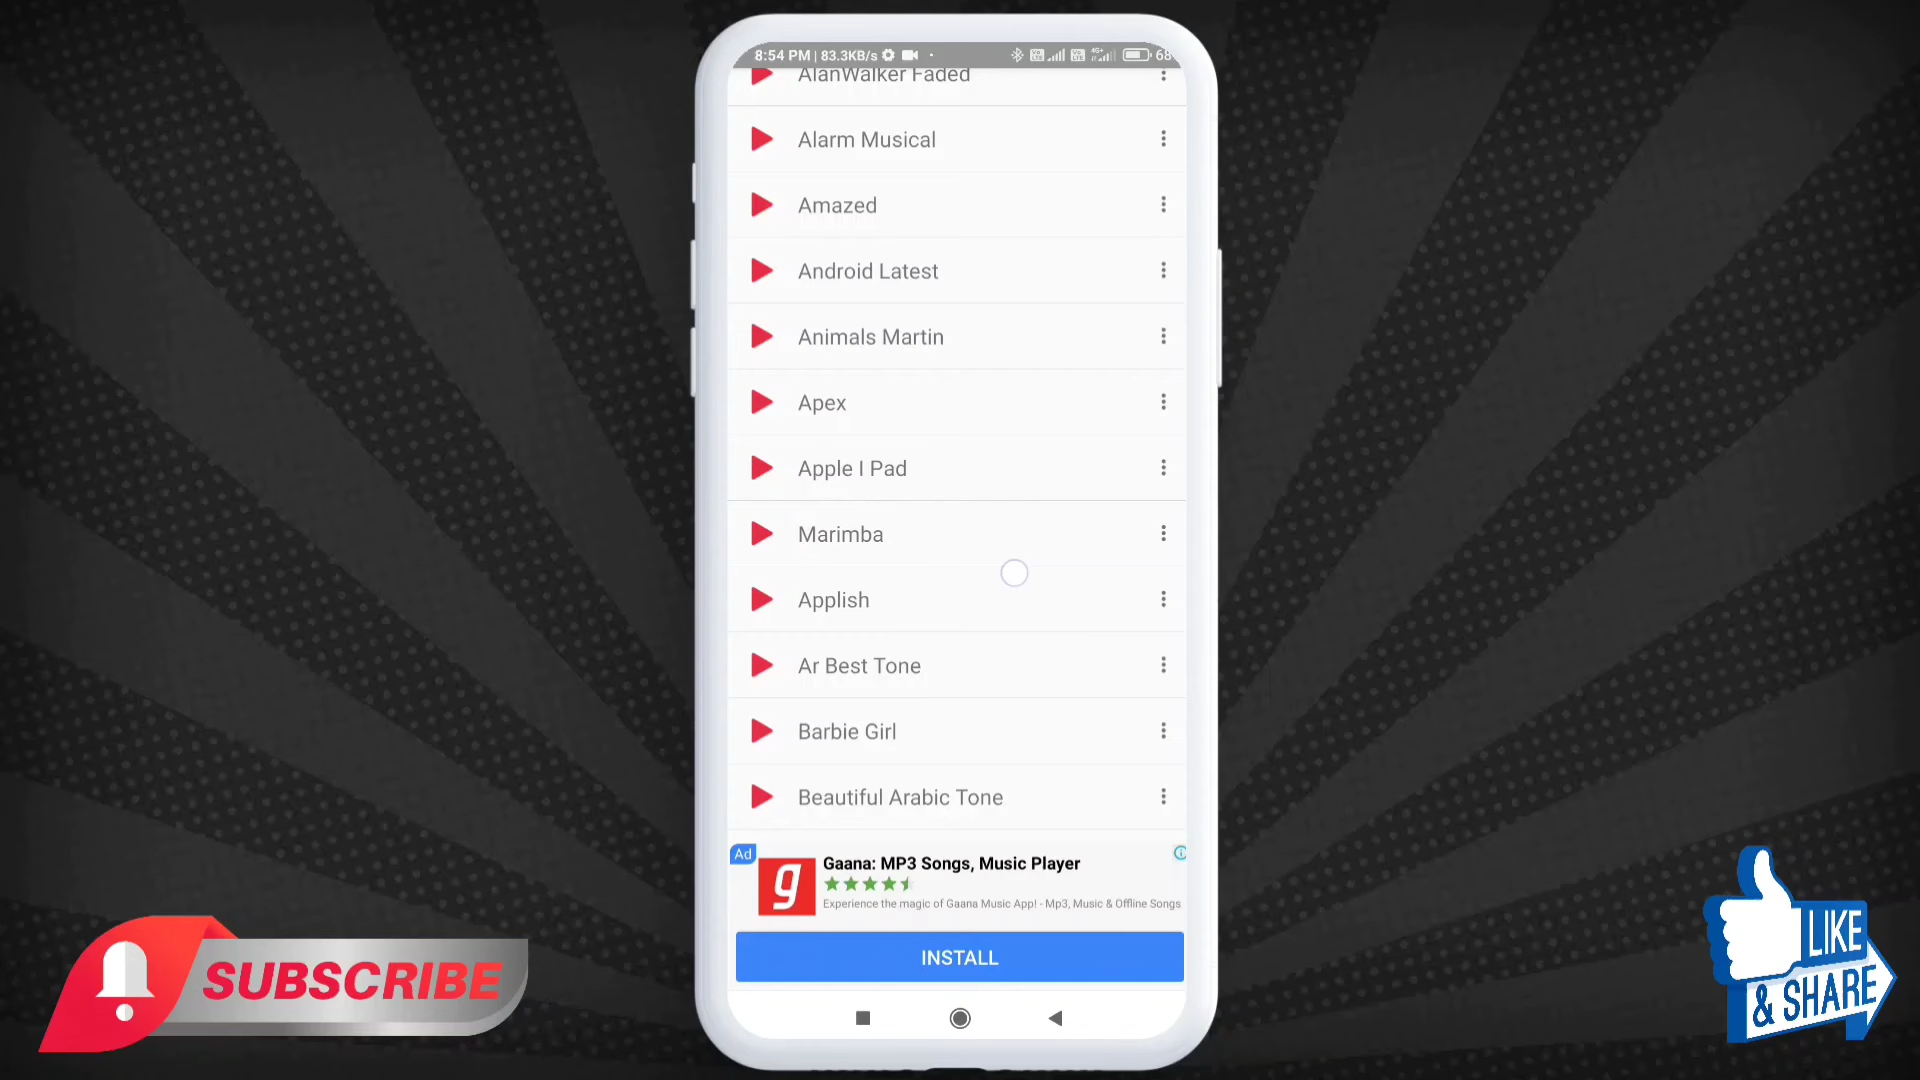 8:54 PM | 83.3KB/s
68
AlanWalker Faded
Alarm Musical
Amazed
Android Latest
Animals Martin
Apex
Apple I Pad
Marimba
Applish
Ar Best Tone
Barbie Girl
Beautiful Arabic Tone
Ad
g
Gaana: MP3 Songs, Music Player
Experience the magic of Gaana Music App! - Mp3, Music & Offline Songs
INSTALL
SUBSCRIBE
LIKE
& SHARE